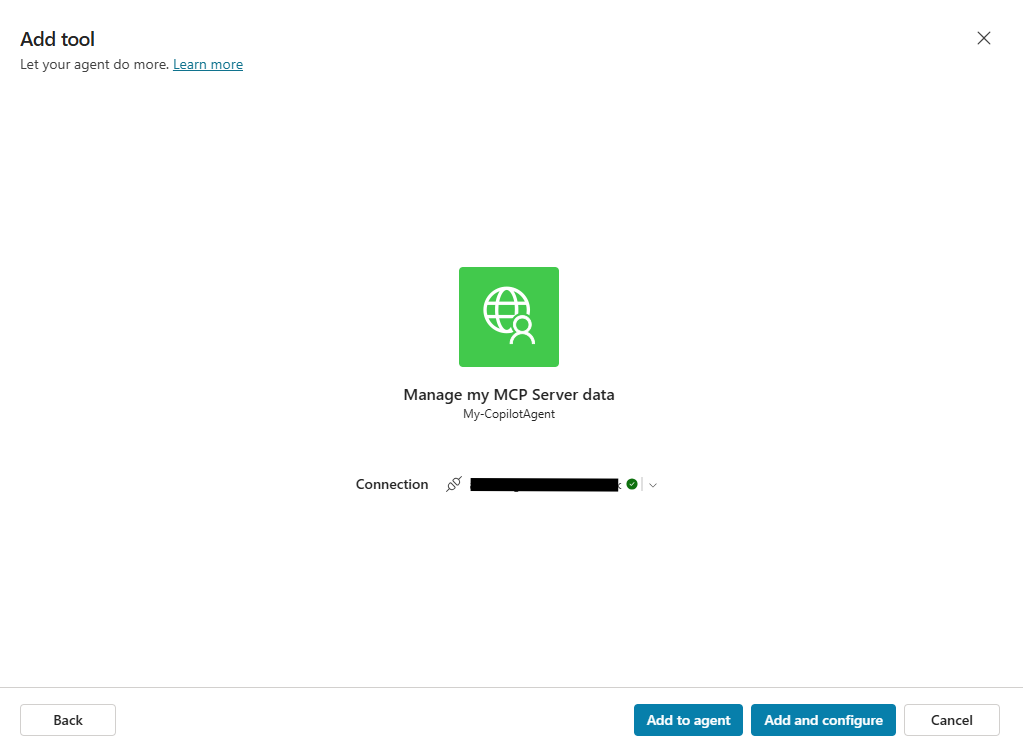 Add tool
Let your agent do more. Learn more
Manage my MCP Server data
My-CopilotAgent
Connection
Back
Add to agent
Add and configure
Cancel